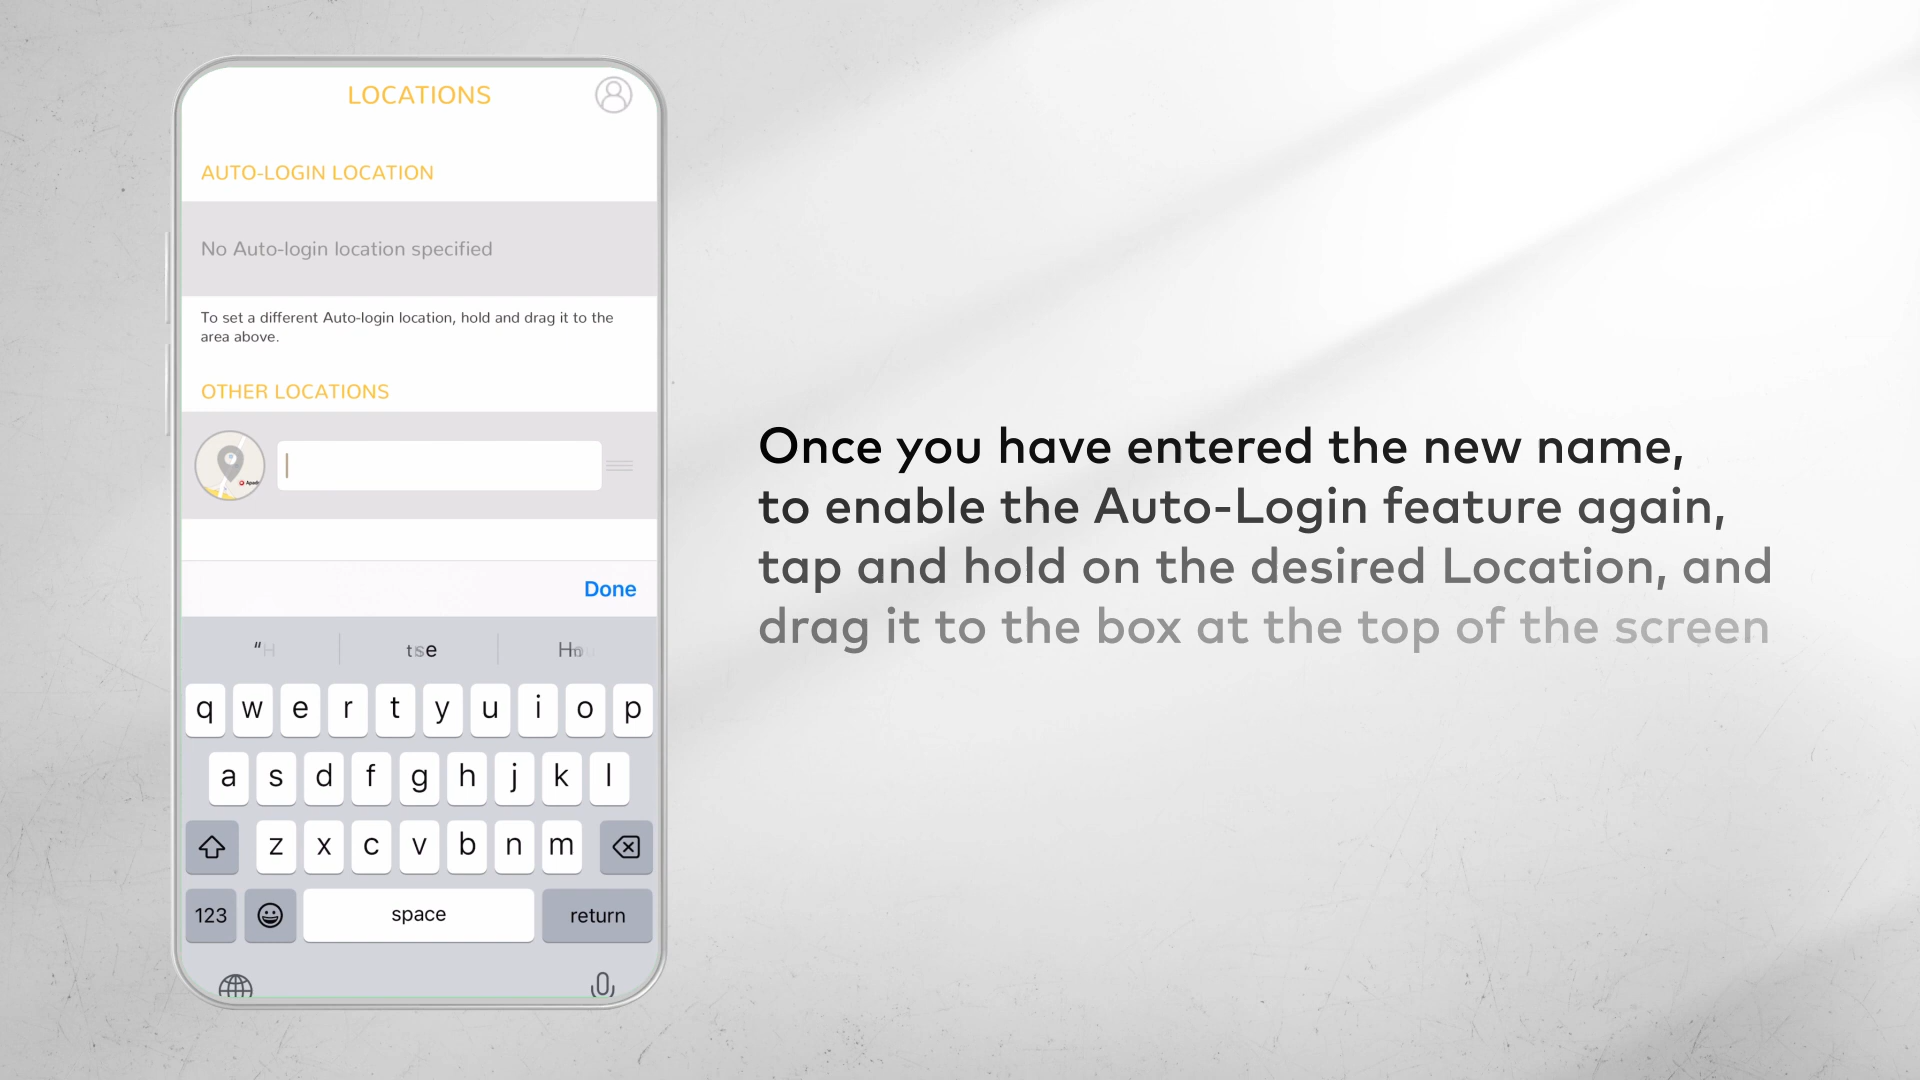 LOCATIONS
AUTO-LOGIN LOCATION
No Auto-login location specified
To set a different Auto-login location, hold and drag it to the
area above.
OTHER LOCATIONS
Done
q w e r t y u i o p
a s d f g h j k l
z x c v b n m
123 space return
Once you have entered the new name,
to enable the Auto-Login feature again,
tap and hold on the desired Location, and
drag it to the box at the top of the screen